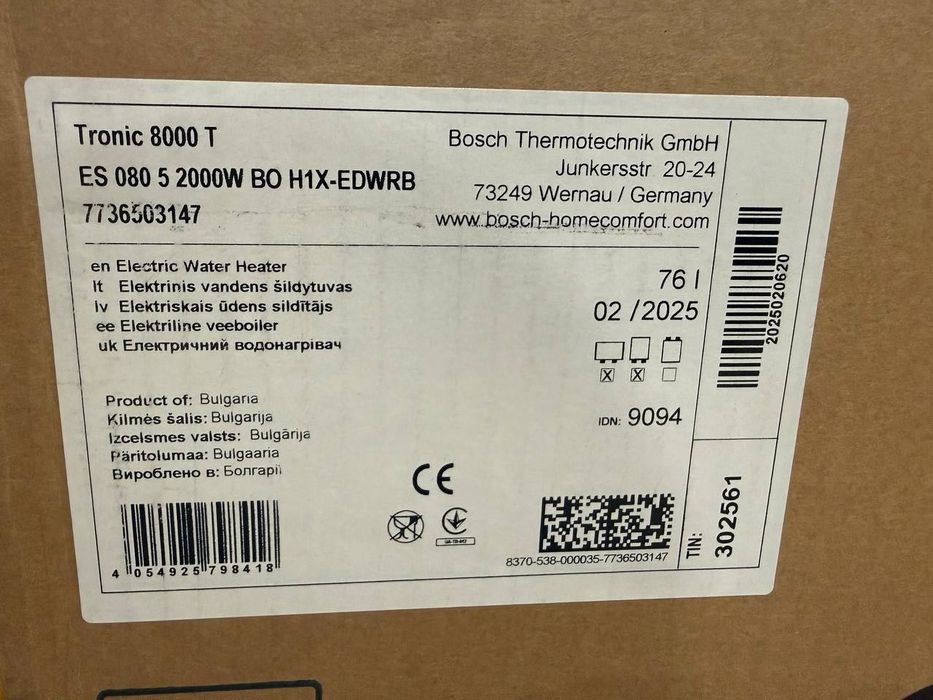 Tronic 8000 T
ES 080 5 2000W BO H1X-EDWRB
7736503147
Bosch Thermotechnik GmbH
Junkersstr 20-24
73249 Wernau / Germany
www.bosch-homecomfort.com
en Electric Water Heater
lt Elektrinis vandens šildytuvas
lv Elektriskais ūdens sildītājs
ee Elektriline veeboiler
uk Електричний водонагрівач
76 l
02 /2025
X X
IDN: 9094
Product of: Bulgaria
Kilmės šalis: Bulgarija
Izcelsmes valsts: Bulgārija
Päritolumaa: Bulgaaria
Вироблено в: Болгарії
CE
4 054925 798418
8370-538-000035-7736503147
2025020620
TIN: 302561